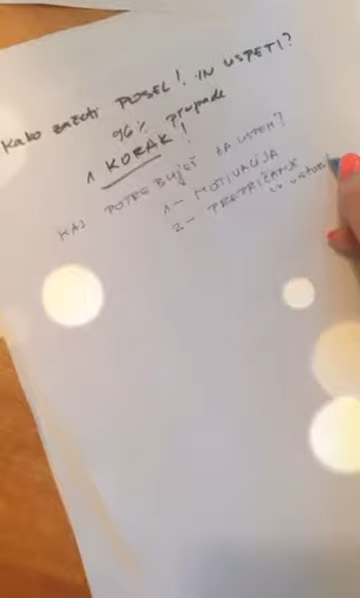 Kako začeti POSEL! IN USPETI?
96% propade
1 KORAK!
KAJ POTREBUJEŠ ZA USPEH?
1 - MOTIVACIJA
2 - PREPRIČANJE